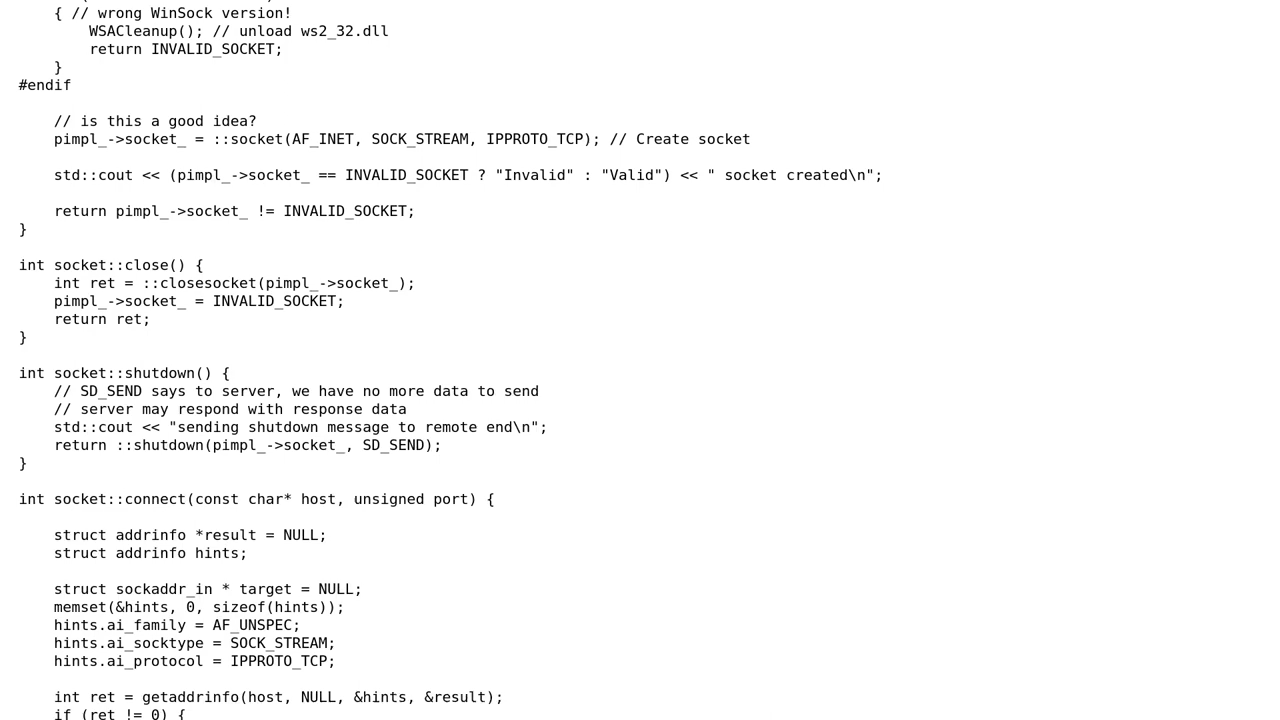 { // wrong WinSock version!
WSACleanup(); // unload ws2_32.dll
return INVALID_SOCKET;
}
#endif
// is this a good idea?
pimpl_->socket_ = ::socket(AF_INET, SOCK_STREAM, IPPROTO_TCP); // Create socket
std::cout << (pimpl_->socket_ == INVALID_SOCKET ? "Invalid" : "Valid") << " socket created\n";
return pimpl_->socket_ != INVALID_SOCKET;
}
int socket::close() {
int ret = ::closesocket(pimpl_->socket_);
pimpl_->socket_ = INVALID_SOCKET;
return ret;
}
int socket::shutdown() {
// SD_SEND says to server, we have no more data to send
// server may respond with response data
std::cout << "sending shutdown message to remote end\n";
return ::shutdown(pimpl_->socket_, SD_SEND);
}
int socket::connect(const char* host, unsigned port) {
struct addrinfo *result = NULL;
struct addrinfo hints;
struct sockaddr_in * target = NULL;
memset(&hints, 0, sizeof(hints));
hints.ai_family = AF_UNSPEC;
hints.ai_socktype = SOCK_STREAM;
hints.ai_protocol = IPPROTO_TCP;
int ret = getaddrinfo(host, NULL, &hints, &result);
if (ret != 0) {